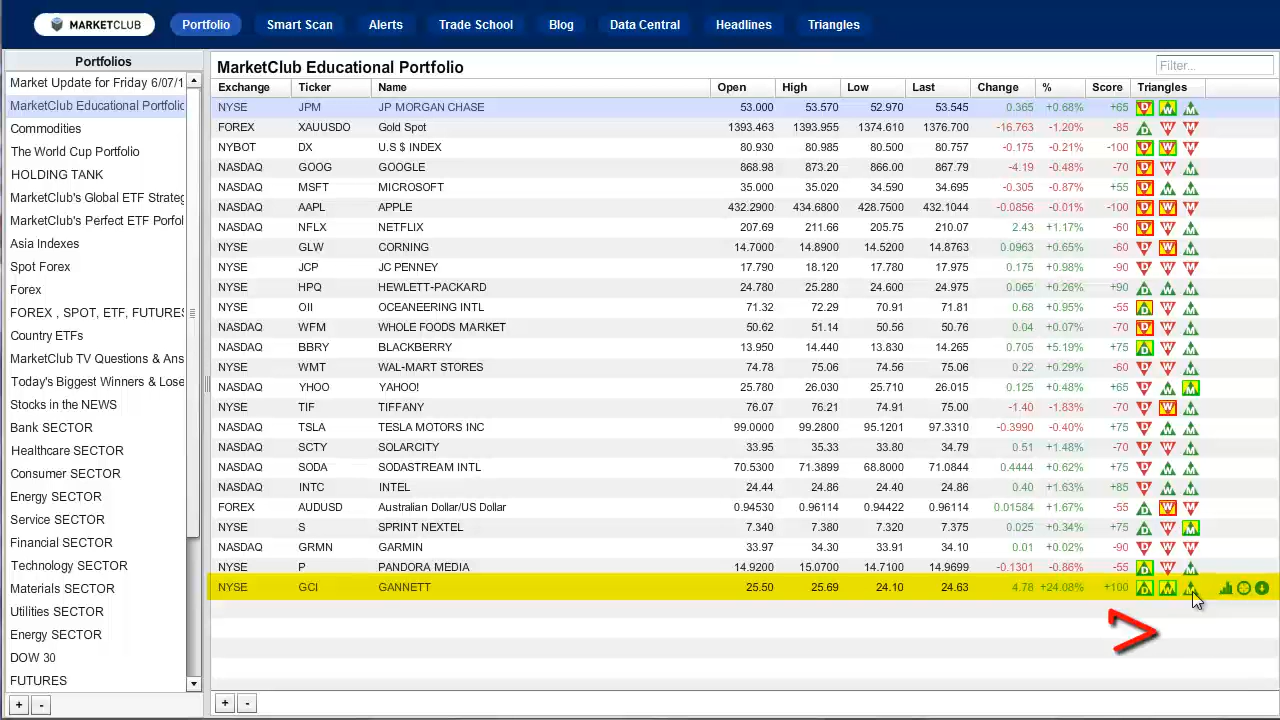 MARKETCLUB Portfolio Smart Scan Alerts Trade School Blog Data Central Headlines Triangles
Portfolios
Market Update for Friday 6/07/1
MarketClub Educational Portfolio
Commodities
The World Cup Portfolio
HOLDING TANK
MarketClub's Global ETF Strateg
MarketClub's Perfect ETF Porfol
Asia Indexes
Spot Forex
Forex
FOREX , SPOT, ETF, FUTURES
Country ETFs
MarketClub TV Questions & Ans
Today's Biggest Winners & Lose
Stocks in the NEWS
Bank SECTOR
Healthcare SECTOR
Consumer SECTOR
Energy SECTOR
Service SECTOR
Financial SECTOR
Technology SECTOR
Materials SECTOR
Utilities SECTOR
Energy SECTOR
DOW 30
FUTURES
+ -
MarketClub Educational Portfolio Filter...
Exchange Ticker Name Open High Low Last Change % Score Triangles
NYSE JPM JP MORGAN CHASE 53.000 53.570 52.970 53.545 0.365 +0.68% +65 D W M
FOREX XAUUSDO Gold Spot 1393.463 1393.955 1374.610 1376.700 -16.763 -1.20% -85 D W M
NYBOT DX U.S $ INDEX 80.930 80.985 80.500 80.757 -0.175 -0.21% -100 D W M
NASDAQ GOOG GOOGLE 868.98 873.20 866.00 867.79 -4.19 -0.48% -70 D W M
NASDAQ MSFT MICROSOFT 35.000 35.020 34.590 34.695 -0.305 -0.87% +55 D W M
NASDAQ AAPL APPLE 432.2900 434.6800 428.7500 432.1044 -0.0856 -0.01% -100 D W M
NASDAQ NFLX NETFLIX 207.69 211.66 205.75 210.07 2.43 +1.17% -60 D W M
NYSE GLW CORNING 14.7000 14.8900 14.5200 14.8763 0.0963 +0.65% -60 D W M
NYSE JCP JC PENNEY 17.790 18.120 17.780 17.975 0.175 +0.98% -90 D W M
NYSE HPQ HEWLETT-PACKARD 24.780 25.280 24.600 24.975 0.065 +0.26% +90 D W M
NYSE OII OCEANEERING INTL 71.32 72.29 70.91 71.81 0.68 +0.95% -55 D W M
NASDAQ WFM WHOLE FOODS MARKET 50.62 51.14 50.56 50.76 0.04 +0.07% -70 D W M
NASDAQ BBRY BLACKBERRY 13.950 14.440 13.830 14.265 0.705 +5.19% +75 D W M
NYSE WMT WAL-MART STORES 74.78 75.06 74.56 75.06 0.22 +0.29% -60 D W M
NASDAQ YHOO YAHOO! 25.780 26.030 25.710 26.015 0.125 +0.48% +65 D W M
NYSE TIF TIFFANY 76.07 76.21 74.91 75.00 -1.40 -1.83% -70 D W M
NASDAQ TSLA TESLA MOTORS INC 99.0000 99.2800 95.1201 97.3310 -0.3990 -0.40% +75 D W M
NASDAQ SCTY SOLARCITY 33.95 35.33 33.80 34.79 0.51 +1.48% -70 D W M
NASDAQ SODA SODASTREAM INTL 70.5300 71.3899 68.8000 71.0844 0.4444 +0.62% +75 D W M
NASDAQ INTC INTEL 24.44 24.86 24.40 24.86 0.40 +1.63% +85 D W M
FOREX AUDUSD Australian Dollar/US Dollar 0.94530 0.96114 0.94422 0.96114 0.01584 +1.67% -55 D W M
NYSE S SPRINT NEXTEL 7.340 7.380 7.320 7.375 0.025 +0.34% +75 D W M
NASDAQ GRMN GARMIN 33.97 34.30 33.91 34.10 0.01 +0.02% -90 D W M
NYSE P PANDORA MEDIA 14.9200 15.0700 14.7100 14.9699 -0.1301 -0.86% -55 D W M
NYSE GCI GANNETT 25.50 25.69 24.10 24.63 4.78 +24.08% +100 D W M
+ -